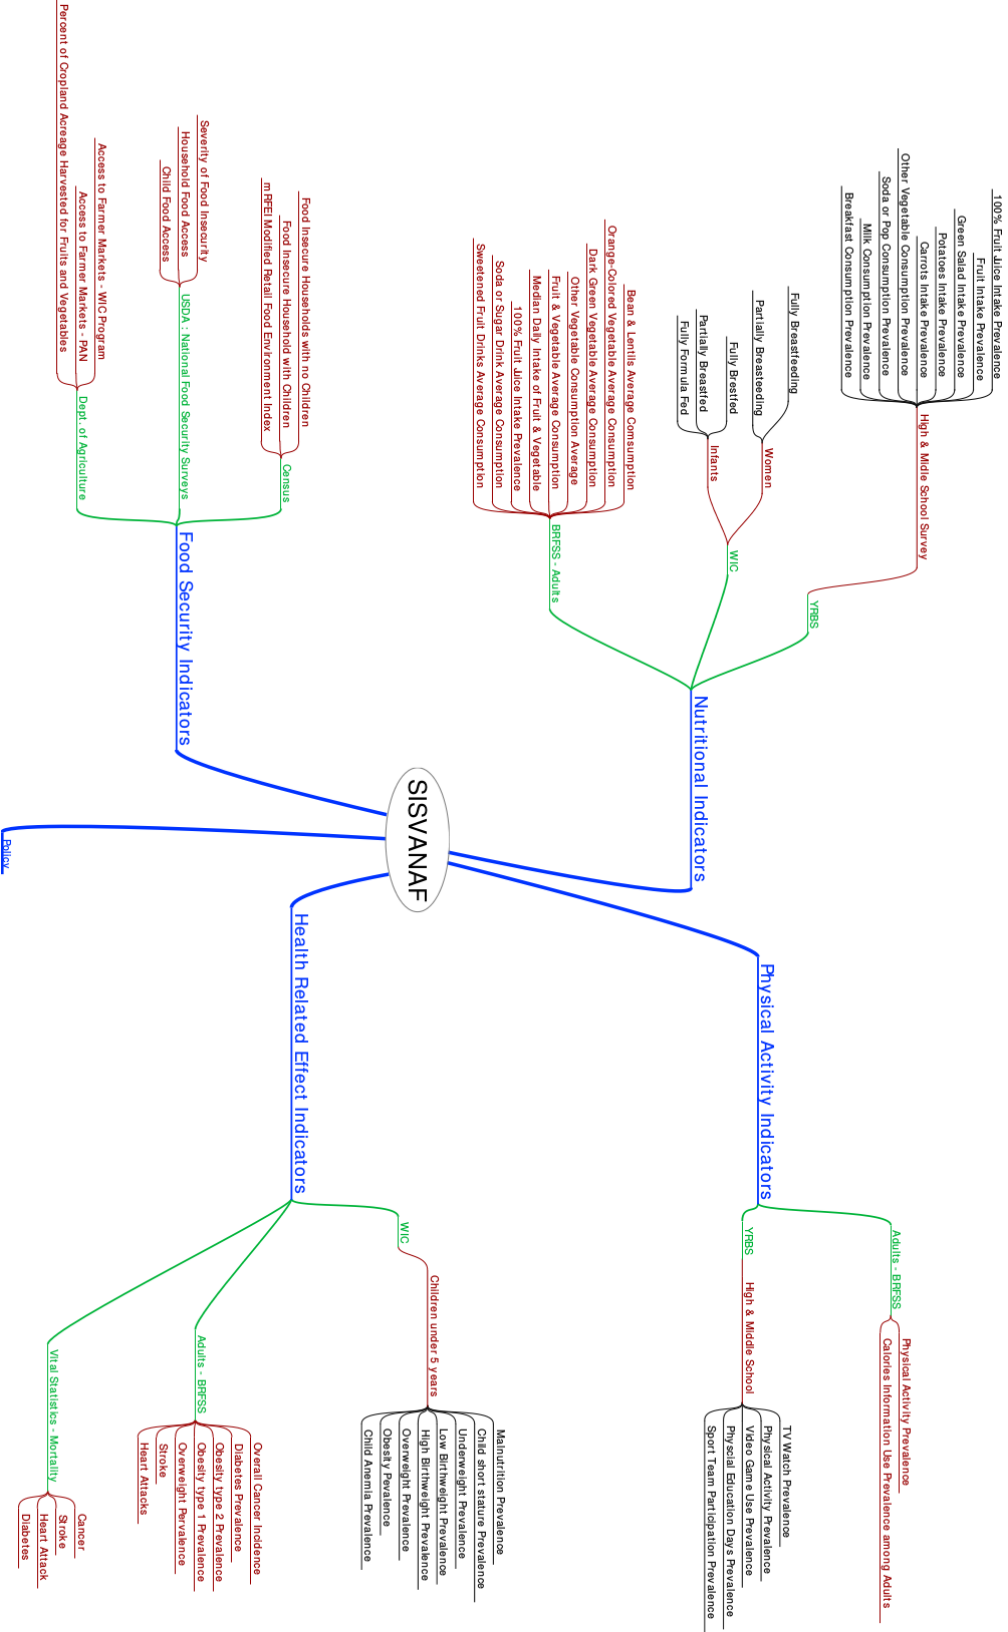 SISVANAF
Nutritional Indicators
YRBS
High & Midle School Survey
100% Fruit Juice Intake Prevalence
Fruit Intake Prevalence
Green Salad Intake Prevalence
Potatoes Intake Prevalence
Carrots Intake Prevalence
Other Vegetable Consumption Prevalence
Soda or Pop Consumption Prevalence
Milk Consumption Prevalence
Breakfast Consumption Prevalence
WIC
Women
Fully Breastfeeding
Partially Breasteeding
Infants
Fully Brestfed
Partially Breastfed
Fully Formula Fed
BRFSS - Adults
Bean & Lentils Average Comsumption
Orange-Colored Vegetable Average Consumption
Dark Green Vegetable Average Consumption
Other Vegetable Consumption Average
Fruit & Vegetable Average Consumption
Median Daily Intake of Fruit & Vegetable
100% Fruit Juice Intake Prevalence
Soda or Sugar Drink Average Consumption
Sweetened Fruit Drinks Average Consumption
Food Security Indicators
Census
Food Insecure Households with no Children
Food Insecure Household with Children
mRFEI Modified Retail Food Environment Index
USDA : National Food Security Surveys
Severity of Food Insecurity
Household Food Access
Child Food Access
Dept. of Agriculture
Access to Farmer Markets - WIC Program
Access to Farmer Markets - PAN
Percent of Cropland Acreage Harvested for Fruits and Vegetables
Policy
Physical Activity Indicators
Adults - BRFSS
Physical Activity Prevalence
Calories Information Use Prevalence among Adults
YRBS
High & Middle School
TV Watch Prevalence
Physical Activity Prevalence
Video Game Use Prevalence
Physcial Education Days Prevalence
Sport Team Participation Prevalence
Health Related Effect Indicators
WIC
Children under 5 years
Malnutrition Prevalence
Child short stature Prevalence
Underweight Prevalence
Low Birthweight Prevalence
High Birthweight Prevalence
Overweight Prevalence
Obesity Pevalence
Child Anemia Prevalence
Adults - BRFSS
Overall Cancer Incidence
Diabetes Prevalence
Obesity type 2 Prevalence
Obesity type 1 Prevalence
Overweight Pervalence
Stroke
Heart Attacks
Vital Statistics - Mortality
Cancer
Stroke
Heart Attack
Diabetes